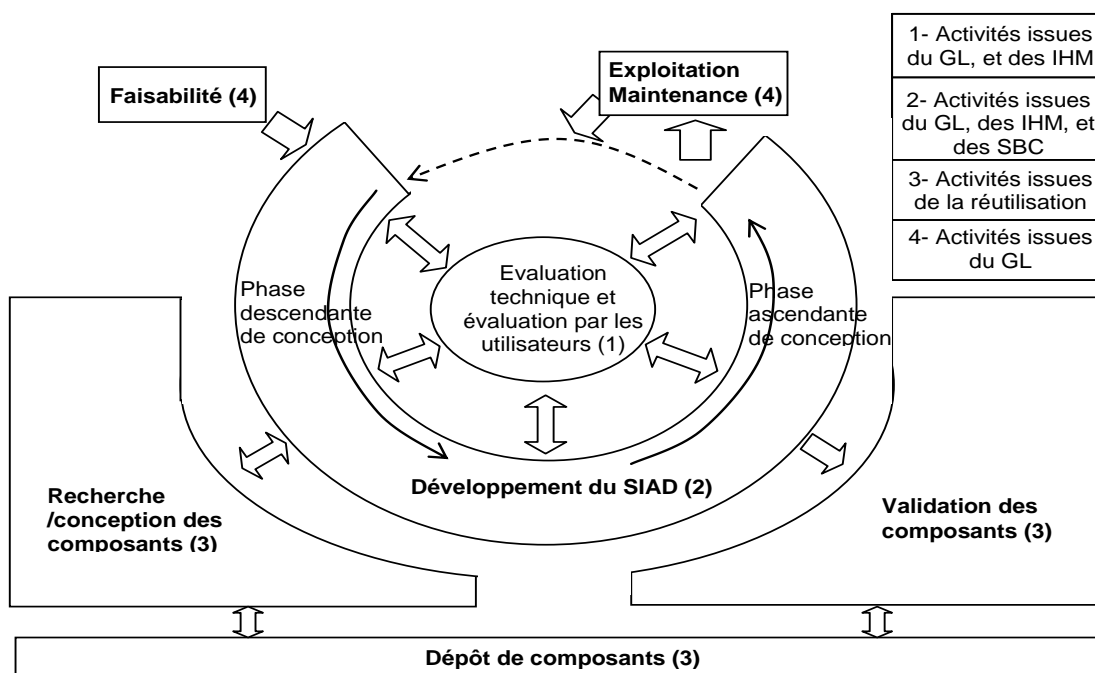 Faisabilité (4)
Exploitation
Maintenance (4)
1- Activités issues
du GL, et des IHM
2- Activités issues
du GL, des IHM, et
des SBC
3- Activités issues
de la réutilisation
4- Activités issues
du GL
Phase
descendante
de conception
Evaluation
technique et
évaluation par les
utilisateurs (1)
Phase
ascendante
de conception
Développement du SIAD (2)
Recherche
/conception des
composants (3)
Validation des
composants (3)
Dépôt de composants (3)